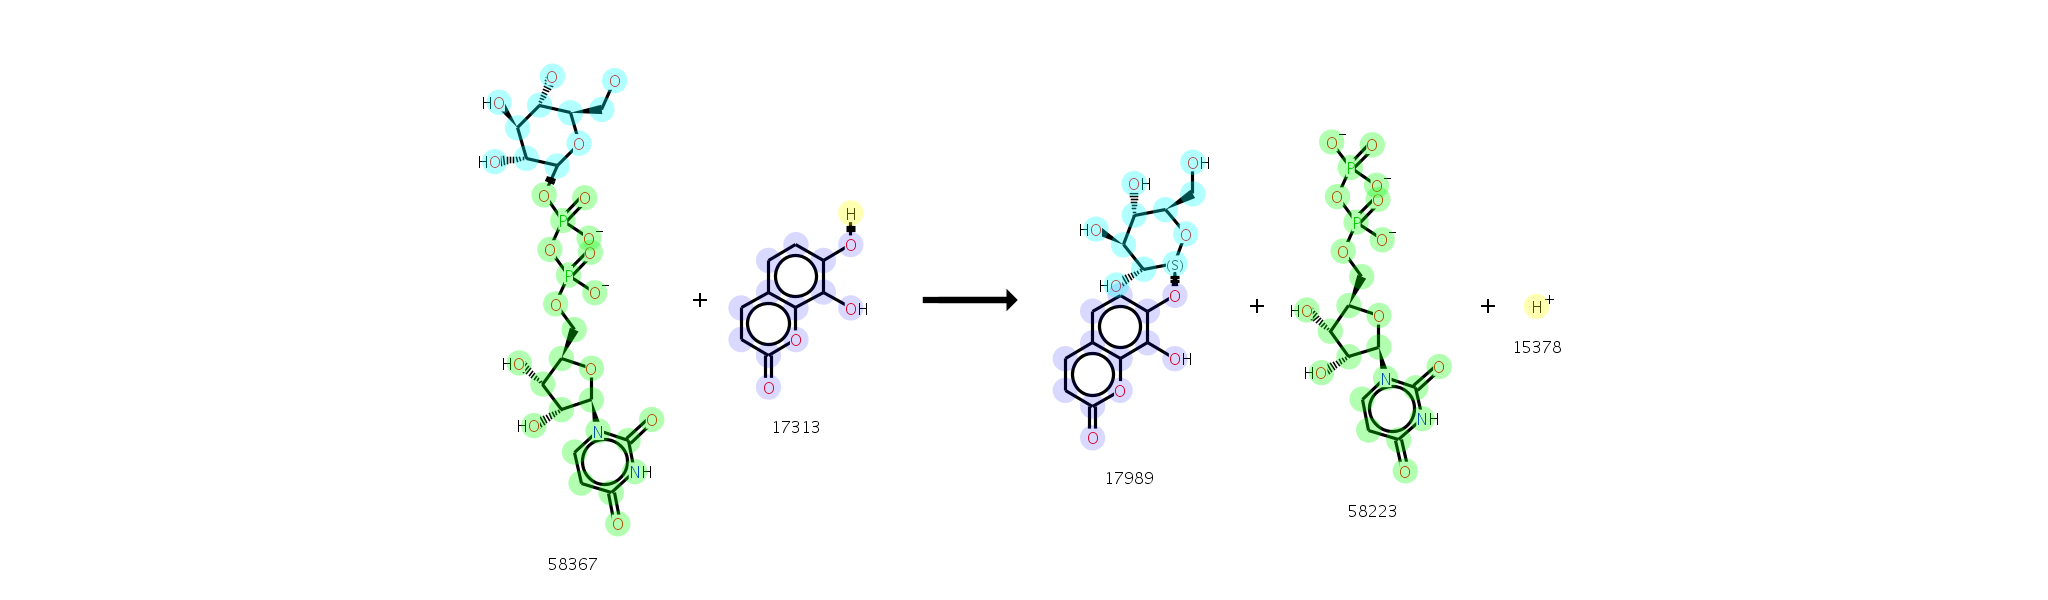 O O
HO
O
HO
O O
P
O O−
O P O
O−
O
HO O
HO
N O
NH
O
58367
+
H
O
OH
O
O
17313
OH
OH
HO O
HO (S)
O
OH
O
O
17989
+
O− O
P
O O−
P O
O O−
HO O
HO
N O
NH
O
58223
+
H+
15378